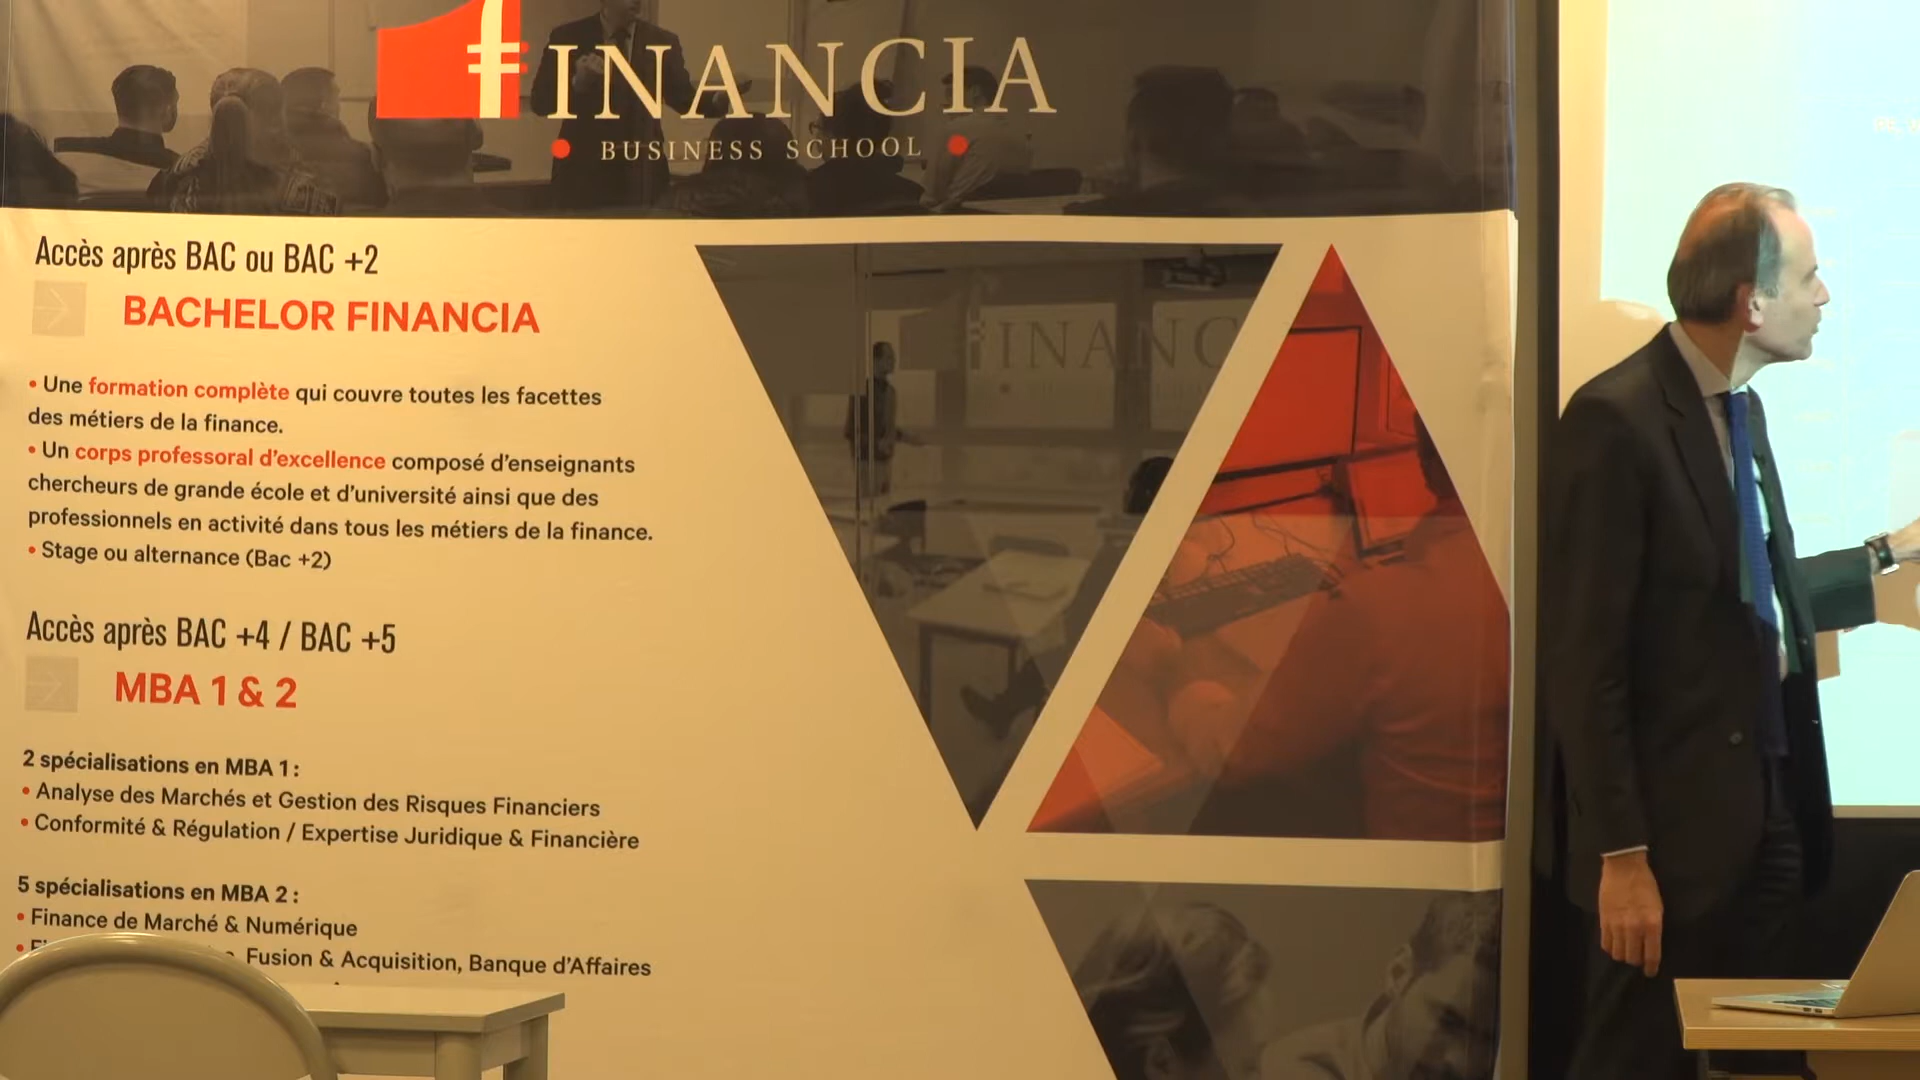 FINANCIA
BUSINESS SCHOOL
Accès après BAC ou BAC +2
BACHELOR FINANCIA
• Une formation complète qui couvre toutes les facettes
des métiers de la finance.
• Un corps professoral d'excellence composé d'enseignants
chercheurs de grande école et d'université ainsi que des
professionnels en activité dans tous les métiers de la finance.
• Stage ou alternance (Bac +2)
Accès après BAC +4 / BAC +5
MBA 1 & 2
2 spécialisations en MBA 1 :
• Analyse des Marchés et Gestion des Risques Financiers
• Conformité & Régulation / Expertise Juridique & Financière
5 spécialisations en MBA 2 :
• Finance de Marché & Numérique
Fusion & Acquisition, Banque d'Affaires
FINANC